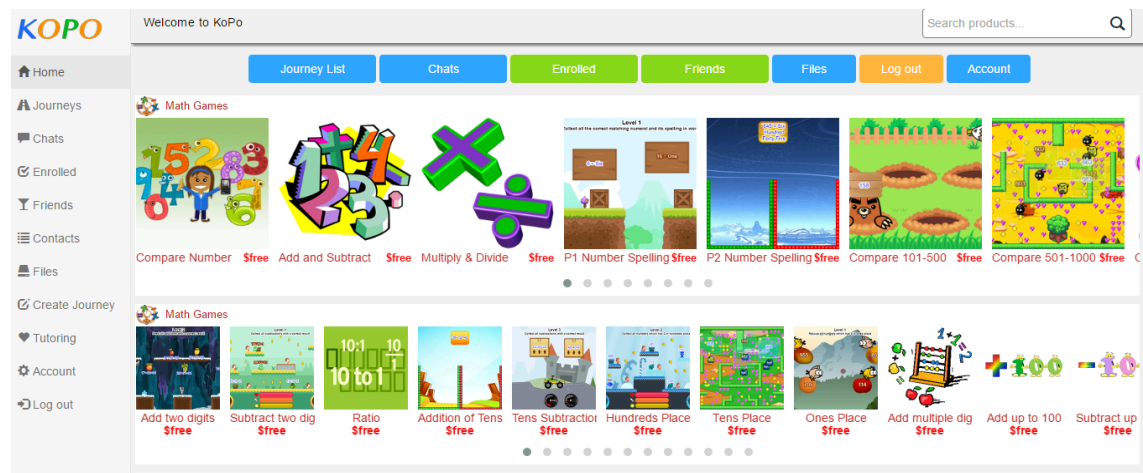 KOPO
Welcome to KoPo
Search products...
Home
Journeys
Chats
Enrolled
Friends
Contacts
Files
Create Journey
Tutoring
Account
Log out
Journey List Chats Enrolled Friends Files Log out Account
Math Games
Level 1
Compare Number $free Add and Subtract $free Multiply & Divide $free P1 Number Spelling $free P2 Number Spelling $free Compare 101-500 $free Compare 501-1000 $free
Math Games
10:1 10
10 to 1
Add two digits Subtract two dig Ratio Addition of Tens Tens Subtraction Hundreds Place Tens Place Ones Place Add multiple dig Add up to 100 Subtract up
$free $free $free $free $free $free $free $free $free $free $free